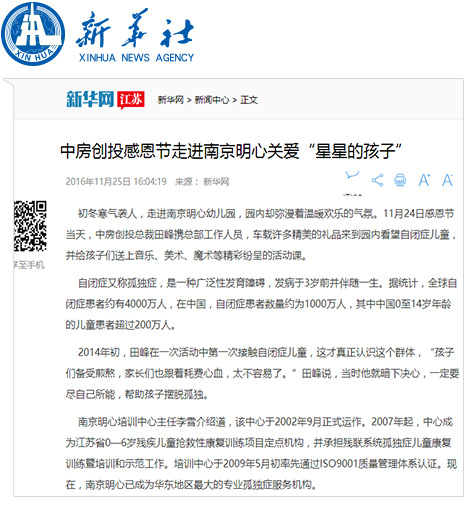 新华社
XIN HUA
XINHUA NEWS AGENCY
新华网 江苏 新华网 > 新闻中心 > 正文
中房创投感恩节走进南京明心关爱“星星的孩子”
2016年11月25日 16:04:19 来源：新华网
初冬寒气袭人，走进南京明心幼儿园，园内却弥漫着温暖欢乐的气氛。11月24日感恩节
当天，中房创投总裁田峰携总部工作人员，车载许多精美的礼品来到园内看望自闭症儿童，
并给孩子们送上音乐、美术、魔术等精彩纷呈的活动课。
享至手机
自闭症又称孤独症，是一种广泛性发育障碍，发病于3岁前并伴随一生。据统计，全球自
闭症患者约有4000万人，在中国，自闭症患者数量约为1000万人，其中中国0至14岁年龄
的儿童患者超过200万人。
2014年初，田峰在一次活动中第一次接触自闭症儿童，这才真正认识这个群体，“孩子
们备受煎熬，家长们也跟着耗费心血，太不容易了。”田峰说，当时他就暗下决心，一定要
尽自己所能，帮助孩子摆脱孤独。
南京明心培训中心主任李雪介绍道，该中心于2002年9月正式运作。2007年起，中心成
为江苏省0—6岁残疾儿童抢救性康复训练项目定点机构，并承担残联系统孤独症儿童康复
训练暨培训和示范工作。培训中心于2009年5月初率先通过ISO9001质量管理体系认证。现
在，南京明心已成为华东地区最大的专业孤独症服务机构。